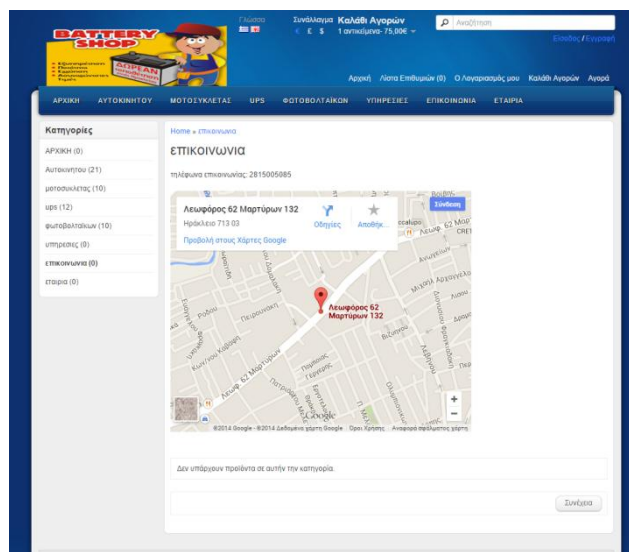 BATTERY SHOP
ΔΩΡΕΑΝ
Γλώσσα
Συνάλλαγμα
€ £ $
Καλάθι Αγορών
1 αντικείμενο- 75,00€
Αναζήτηση
Είσοδος / Εγγραφή
Αρχική Λίστα Επιθυμιών (0) Ο Λογαριασμός μου Καλάθι Αγορών Αγορά
ΑΡΧΙΚΗ ΑΥΤΟΚΙΝΗΤΟΥ ΜΟΤΟΣΥΚΛΕΤΑΣ UPS ΦΩΤΟΒΟΛΤΑΪΚΩΝ ΥΠΗΡΕΣΙΕΣ ΕΠΙΚΟΙΝΩΝΙΑ ΕΤΑΙΡΙΑ
Κατηγορίες
ΑΡΧΙΚΗ (0)
Αυτοκινητου (21)
μοτοσυκλετας (10)
ups (12)
φωτοβολταϊκων (10)
υπηρεσιες (0)
επικοινωνια (0)
εταιρια (0)
Home » επικοινωνια
επικοινωνια
τηλέφωνα επικοινωνίας: 2815005085
Λεωφόρος 62 Μαρτύρων 132
Ηράκλειο 713 03
Προβολή στους Χάρτες Google
Οδηγίες
Αποθήκ...
Σύνδεση
Λεωφόρος 62
Μαρτύρων 132
Λεωφ. 62 Μαρτύρων
Google
+
−
©2014 Google - ©2014 Δεδομένα χάρτη Google Όροι Χρήσης Αναφορά σφάλματος χάρτη
Δεν υπάρχουν προϊόντα σε αυτήν την κατηγορία.
Συνέχεια